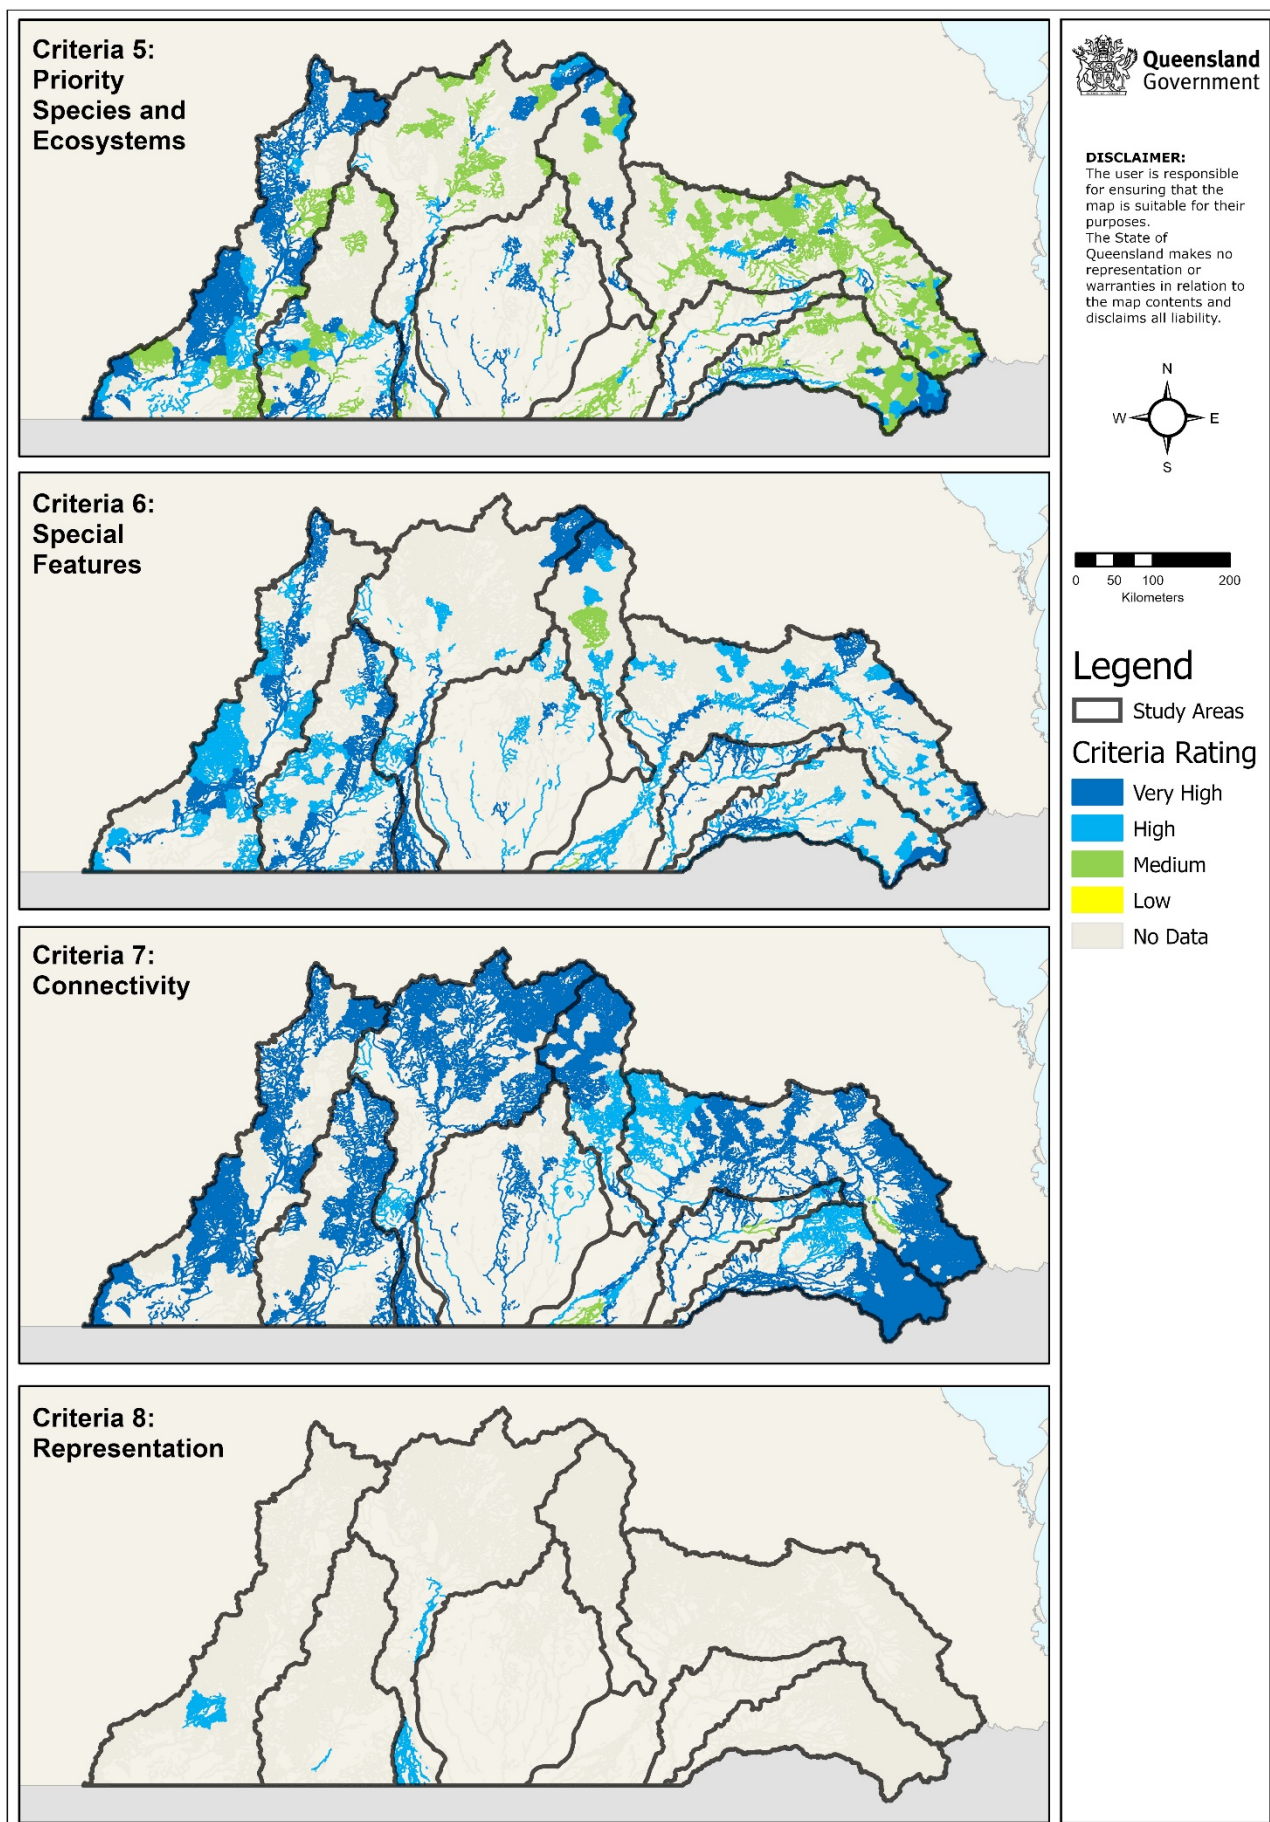 Criteria 5:
Priority
Species and
Ecosystems
Criteria 6:
Special
Features
Criteria 7:
Connectivity
Criteria 8:
Representation
Queensland
Government
DISCLAIMER:
The user is responsible
for ensuring that the
map is suitable for their
purposes.
The State of
Queensland makes no
representation or
warranties in relation to
the map contents and
disclaims all liability.
N
W E
S
0 50 100 200
Kilometers
Legend
Study Areas
Criteria Rating
Very High
High
Medium
Low
No Data